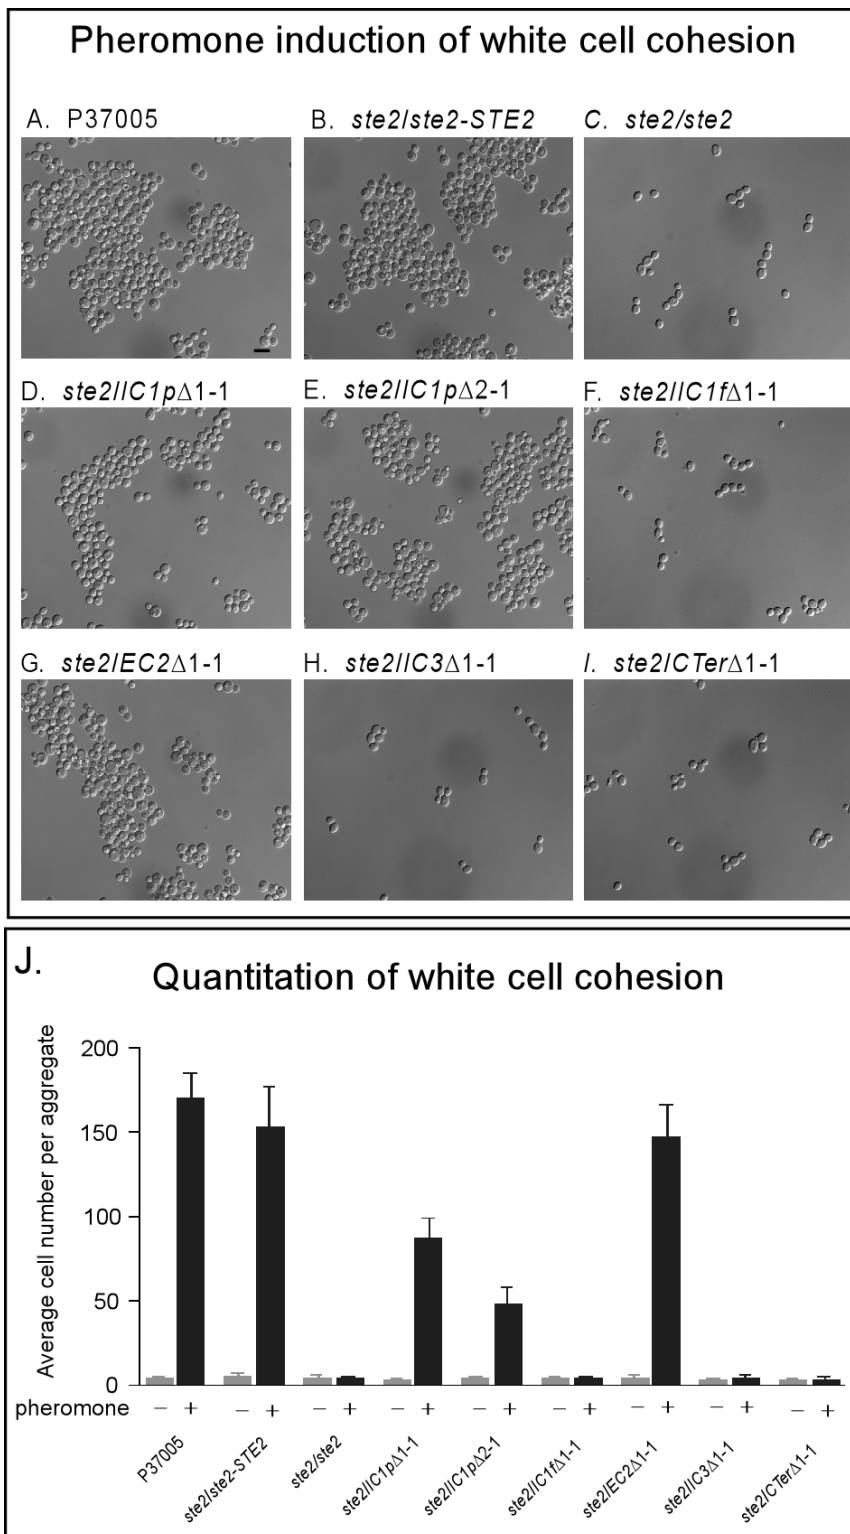 Pheromone induction of white cell cohesion
A. P37005
B. ste2/ste2-STE2
C. ste2/ste2
D. ste2/IC1pΔ1-1
E. ste2/IC1pΔ2-1
F. ste2/IC1fΔ1-1
G. ste2/EC2Δ1-1
H. ste2/IC3Δ1-1
I. ste2/CTerΔ1-1
J.
Quantitation of white cell cohesion
Average cell number per aggregate
200
150
100
50
0
pheromone − + − + − + − + − + − + − + − + − +
P37005
ste2/ste2-STE2
ste2/ste2
ste2/IC1pΔ1-1
ste2/IC1pΔ2-1
ste2/IC1fΔ1-1
ste2/EC2Δ1-1
ste2/IC3Δ1-1
ste2/CTerΔ1-1